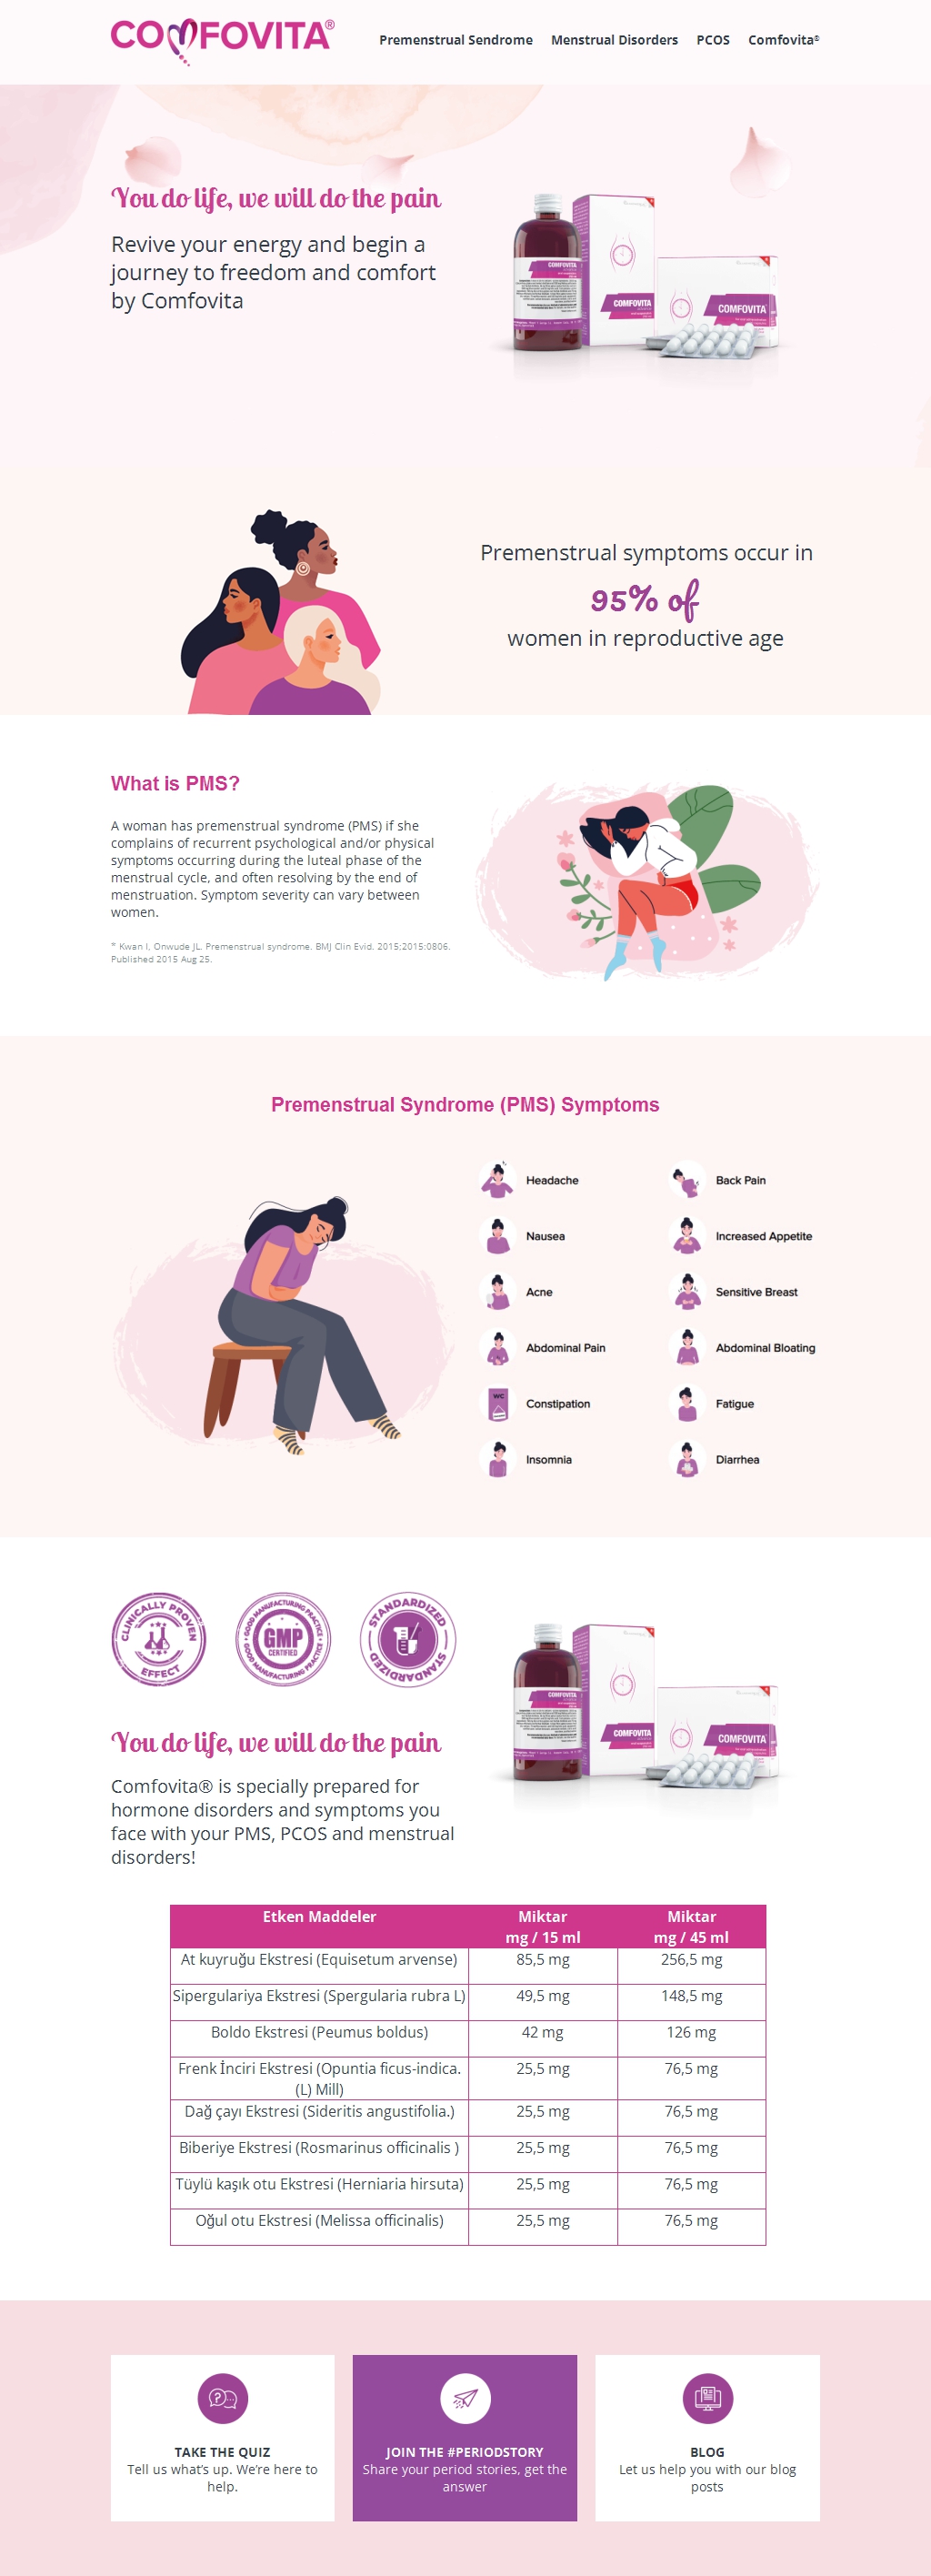 COMFOVITA®
Premenstrual Sendrome
Menstrual Disorders
PCOS
Comfovita®
You do life, we will do the pain
Revive your energy and begin a
journey to freedom and comfort
by Comfovita
COMFOVITA
COMFOVITA
COMFOVITA
Premenstrual symptoms occur in
95% of
women in reproductive age
What is PMS?
A woman has premenstrual syndrome (PMS) if she
complains of recurrent psychological and/or physical
symptoms occurring during the luteal phase of the
menstrual cycle, and often resolving by the end of
menstruation. Symptom severity can vary between
women.
* Kwan I, Onwude JL. Premenstrual syndrome. BMJ Clin Evid. 2015;2015:0806.
Published 2015 Aug 25.
Premenstrual Syndrome (PMS) Symptoms
Headache
Back Pain
Nausea
Increased Appetite
Acne
Sensitive Breast
Abdominal Pain
Abdominal Bloating
WC
Constipation
Fatigue
Insomnia
Diarrhea
CLINICALLY PROVEN
EFFECT
GOOD MANUFACTURING PRACTICE
GMP
CERTIFIED
GOOD MANUFACTURING PRACTICE
STANDARDIZED
STANDARDIZED
COMFOVITA
COMFOVITA
COMFOVITA
You do life, we will do the pain
Comfovita® is specially prepared for
hormone disorders and symptoms you
face with your PMS, PCOS and menstrual
disorders!
Etken Maddeler Miktar Miktar
mg / 15 ml mg / 45 ml
At kuyruğu Ekstresi (Equisetum arvense) 85,5 mg 256,5 mg
Sipergulariya Ekstresi (Spergularia rubra L) 49,5 mg 148,5 mg
Boldo Ekstresi (Peumus boldus) 42 mg 126 mg
Frenk İnciri Ekstresi (Opuntia ficus-indica. 25,5 mg 76,5 mg
(L) Mill)
Dağ çayı Ekstresi (Sideritis angustifolia.) 25,5 mg 76,5 mg
Biberiye Ekstresi (Rosmarinus officinalis ) 25,5 mg 76,5 mg
Tüylü kaşık otu Ekstresi (Herniaria hirsuta) 25,5 mg 76,5 mg
Oğul otu Ekstresi (Melissa officinalis) 25,5 mg 76,5 mg
TAKE THE QUIZ
Tell us what's up. We're here to
help.
JOIN THE #PERIODSTORY
Share your period stories, get the
answer
BLOG
Let us help you with our blog
posts